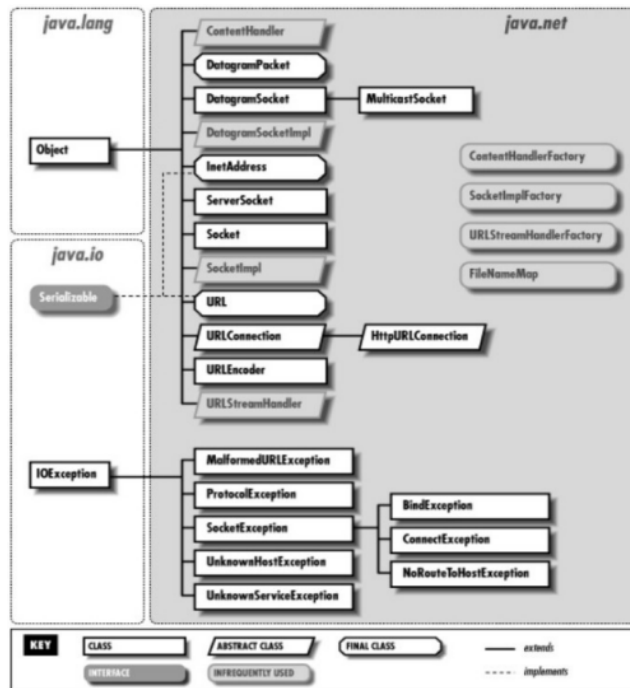 java.lang
java.net
ContentHandler
DatagramPacket
DatagramSocket
MulticastSocket
DatagramSocketImpl
Object
InetAddress
ContentHandlerFactory
ServerSocket
SocketImplFactory
Socket
URLStreamHandlerFactory
java.io
SocketImpl
FileNameMap
Serializable
URL
URLConnection
HttpURLConnection
URLEncoder
URLStreamHandler
MalformedURLException
IOException
ProtocolException
BindException
SocketException
ConnectException
UnknownHostException
NoRouteToHostException
UnknownServiceException
KEY
CLASS
ABSTRACT CLASS
FINAL CLASS
extends
INTERFACE
INFREQUENTLY USED
implements